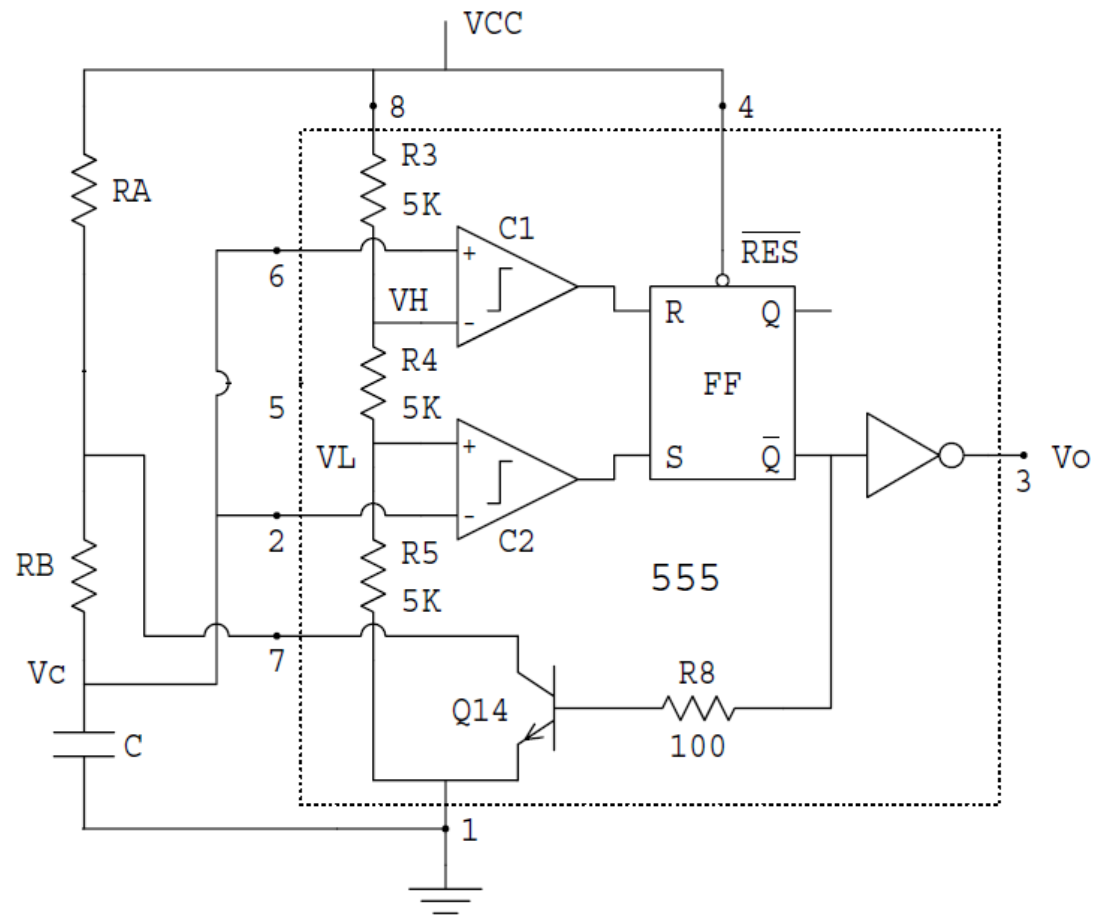 VCC
8
4
R3
5K
RA
C1
+
RES
6
VH
-
R
Q
R4
5K
5
FF
VL
+
S
Q
Vo
3
2
-
C2
RB
R5
5K
555
7
Vc
R8
Q14
100
C
1